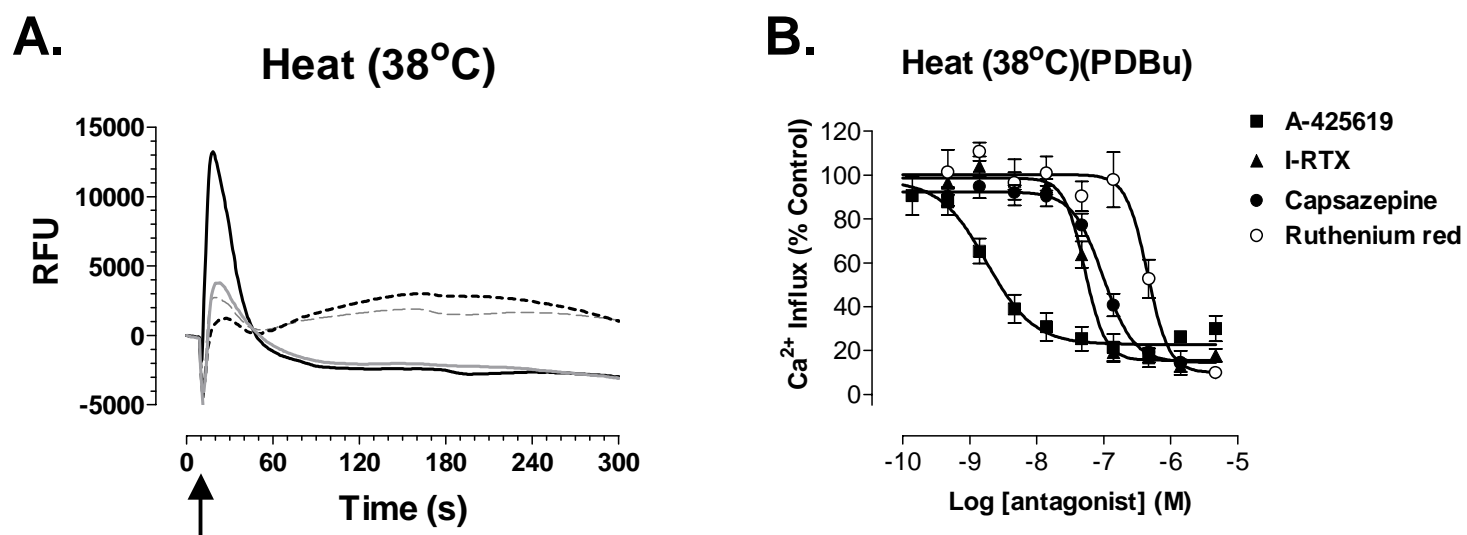 A.
Heat (38°C)
RFU
15000
10000
5000
0
-5000
0 60 120 180 240 300
Time (s)
B.
Heat (38°C)(PDBu)
Ca²⁺ Influx (% Control)
120
100
80
60
40
20
0
-10 -9 -8 -7 -6 -5
Log [antagonist] (M)
A-425619
I-RTX
Capsazepine
Ruthenium red